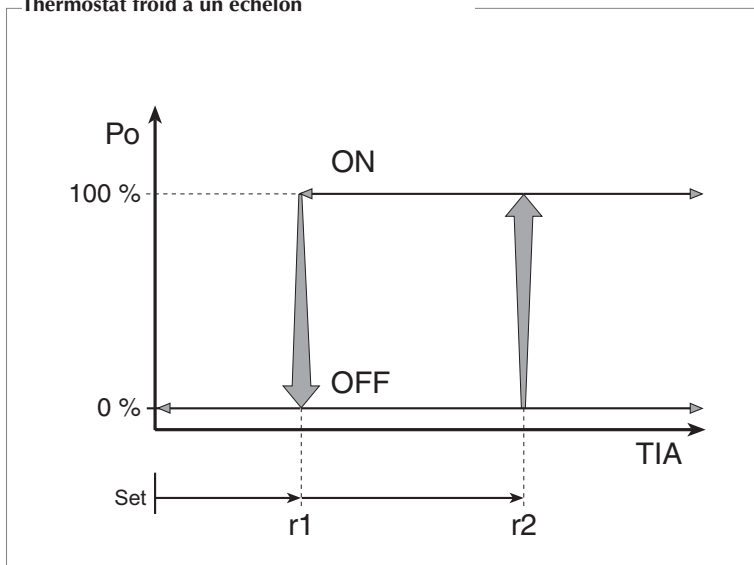 Thermostat froid à un échelon
Po
ON
100 %
OFF
0 %
TIA
Set
r1
r2